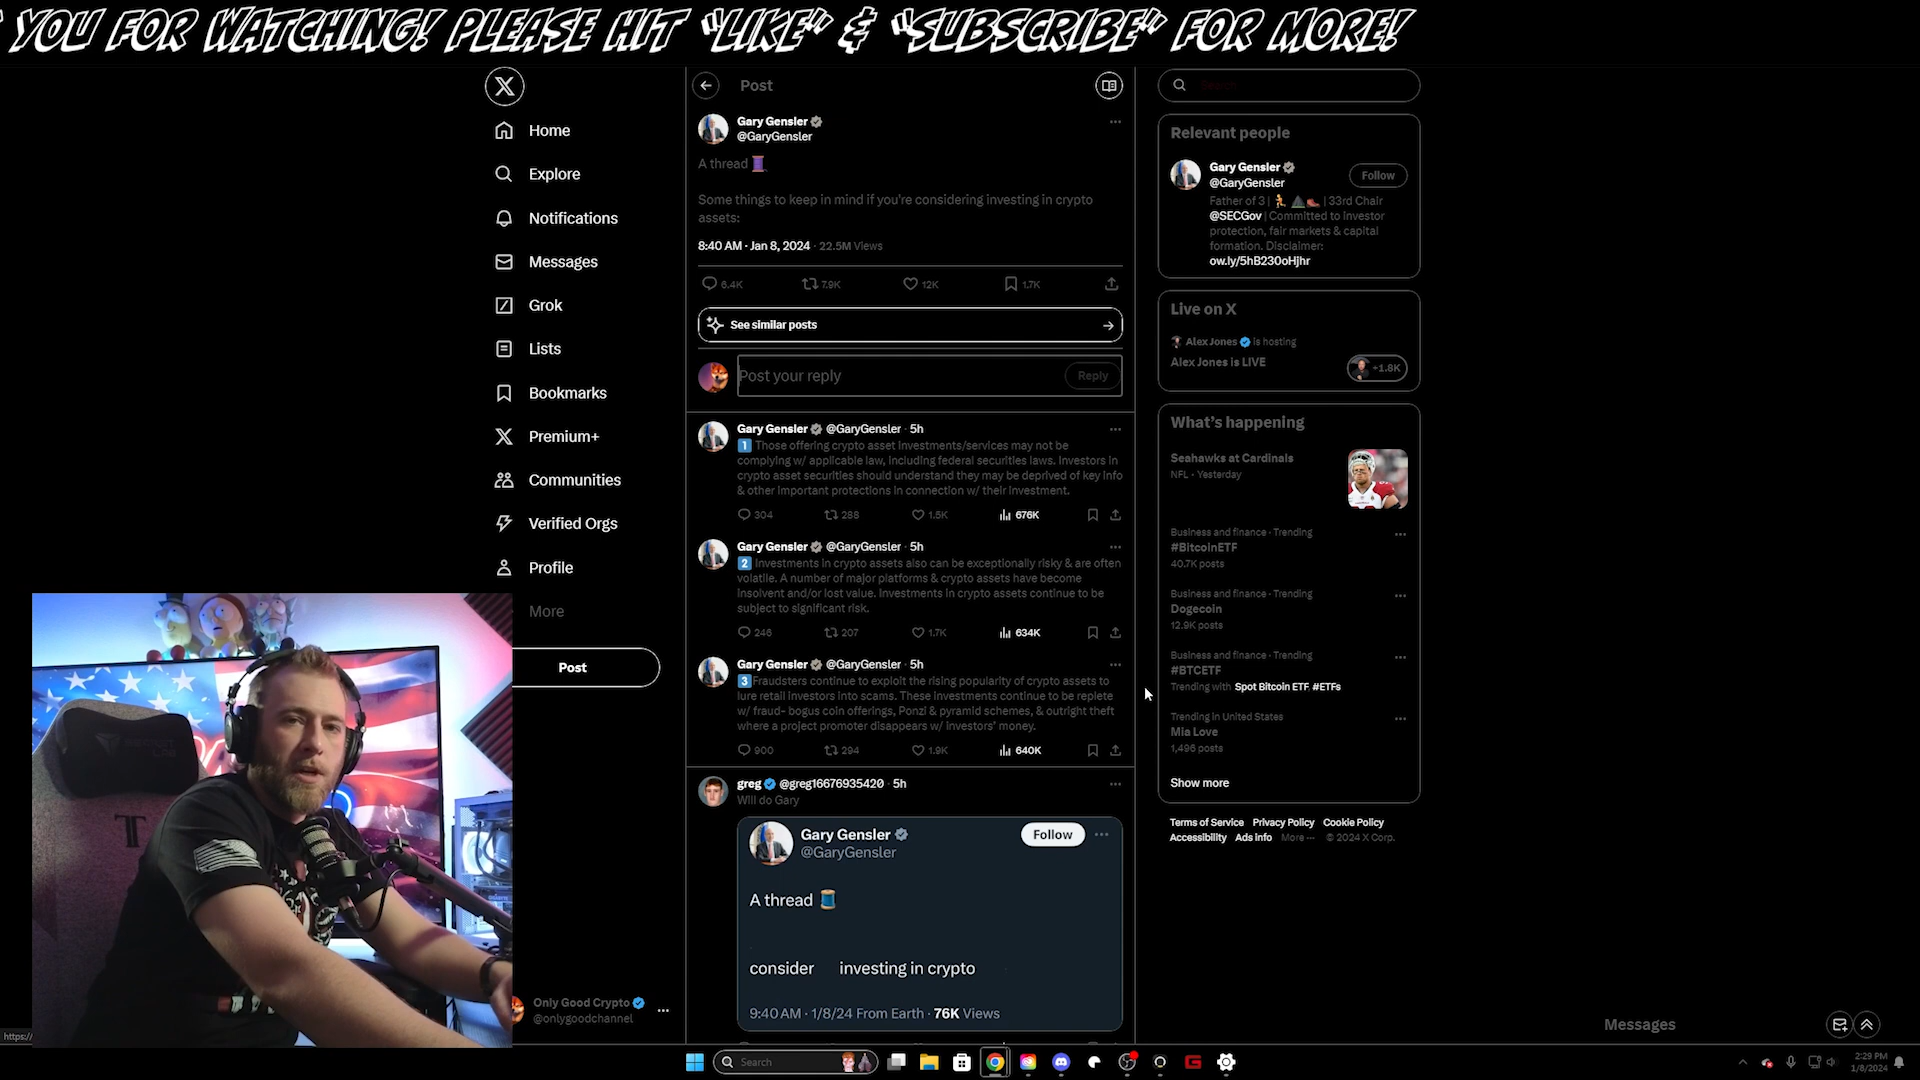 YOU FOR WATCHING! PLEASE HIT "LIKE" & "SUBSCRIBE" FOR MORE!
Home
Explore
Notifications
Messages
Grok
Lists
Bookmarks
Premium+
Communities
Verified Orgs
Profile
More
Post
Only Good Crypto
@onlygoodchannel
https://
Post
Gary Gensler
@GaryGensler
A thread
Some things to keep in mind if you're considering investing in crypto
assets:
8:40 AM · Jan 8, 2024 · 22.5M Views
6.4K 7.9K 12K 1.7K
See similar posts
Post your reply
Reply
Gary Gensler @GaryGensler · 5h
1 Those offering crypto asset investments/services may not be
complying w/ applicable law, including federal securities laws. Investors in
crypto asset securities should understand they may be deprived of key info
& other important protections in connection w/ their investment.
304 288 1.5K 676K
Gary Gensler @GaryGensler · 5h
2 Investments in crypto assets also can be exceptionally risky & are often
volatile. A number of major platforms & crypto assets have become
insolvent and/or lost value. Investments in crypto assets continue to be
subject to significant risk.
246 207 1.7K 634K
Gary Gensler @GaryGensler · 5h
3 Fraudsters continue to exploit the rising popularity of crypto assets to
lure retail investors into scams. These investments continue to be replete
w/ fraud- bogus coin offerings, Ponzi & pyramid schemes, & outright theft
where a project promoter disappears w/ investors' money.
900 294 1.9K 640K
greg @greg16676935420 · 5h
Will do Gary
Gary Gensler
@GaryGensler
Follow
A thread
consider investing in crypto
9:40 AM · 1/8/24 From Earth · 76K Views
Search
Relevant people
Gary Gensler
@GaryGensler
Follow
Father of 3 | | 33rd Chair
@SECGov | Committed to investor
protection, fair markets & capital
formation. Disclaimer:
ow.ly/5hB230oHjhr
Live on X
Alex Jones is hosting
Alex Jones is LIVE
+1.8K
What's happening
Seahawks at Cardinals
NFL · Yesterday
Business and finance · Trending
#BitcoinETF
40.7K posts
Business and finance · Trending
Dogecoin
12.9K posts
Business and finance · Trending
#BTCETF
Trending with Spot Bitcoin ETF, #ETFs
Trending in United States
Mia Love
1,496 posts
Show more
Terms of Service Privacy Policy Cookie Policy
Accessibility Ads info More ··· © 2024 X Corp.
Messages
Search
2:29 PM
1/8/2024